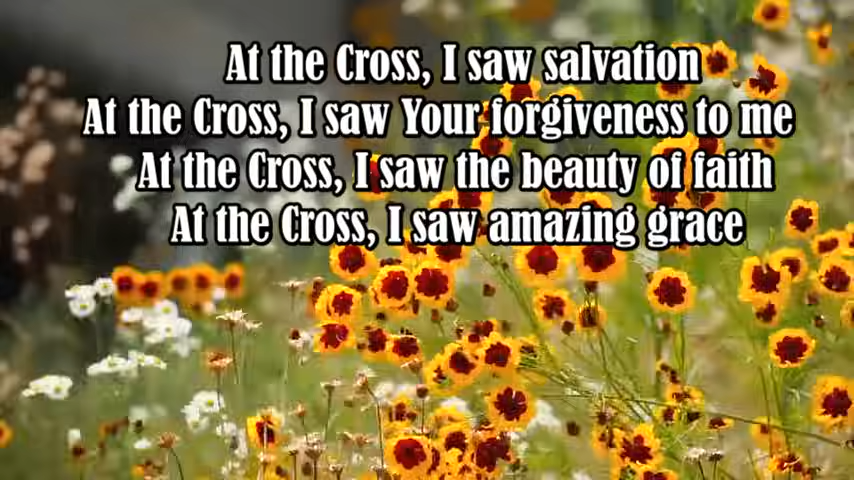 At the Cross, I saw salvation
At the Cross, I saw Your forgiveness to me
At the Cross, I saw the beauty of faith
At the Cross, I saw amazing grace